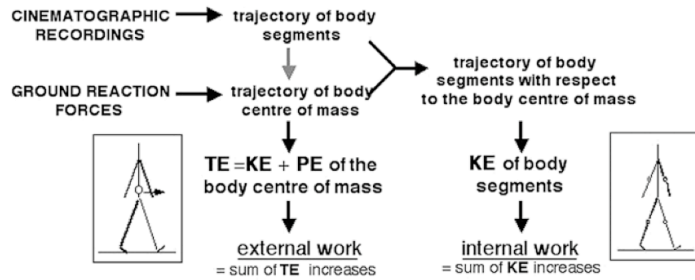 CINEMATOGRAPHIC
RECORDINGS
trajectory of body
segments
GROUND REACTION
FORCES
trajectory of body
centre of mass
trajectory of body
segments with respect
to the body centre of mass
TE=KE + PE of the
body centre of mass
KE of body
segments
external work
= sum of TE increases
internal work
= sum of KE increases